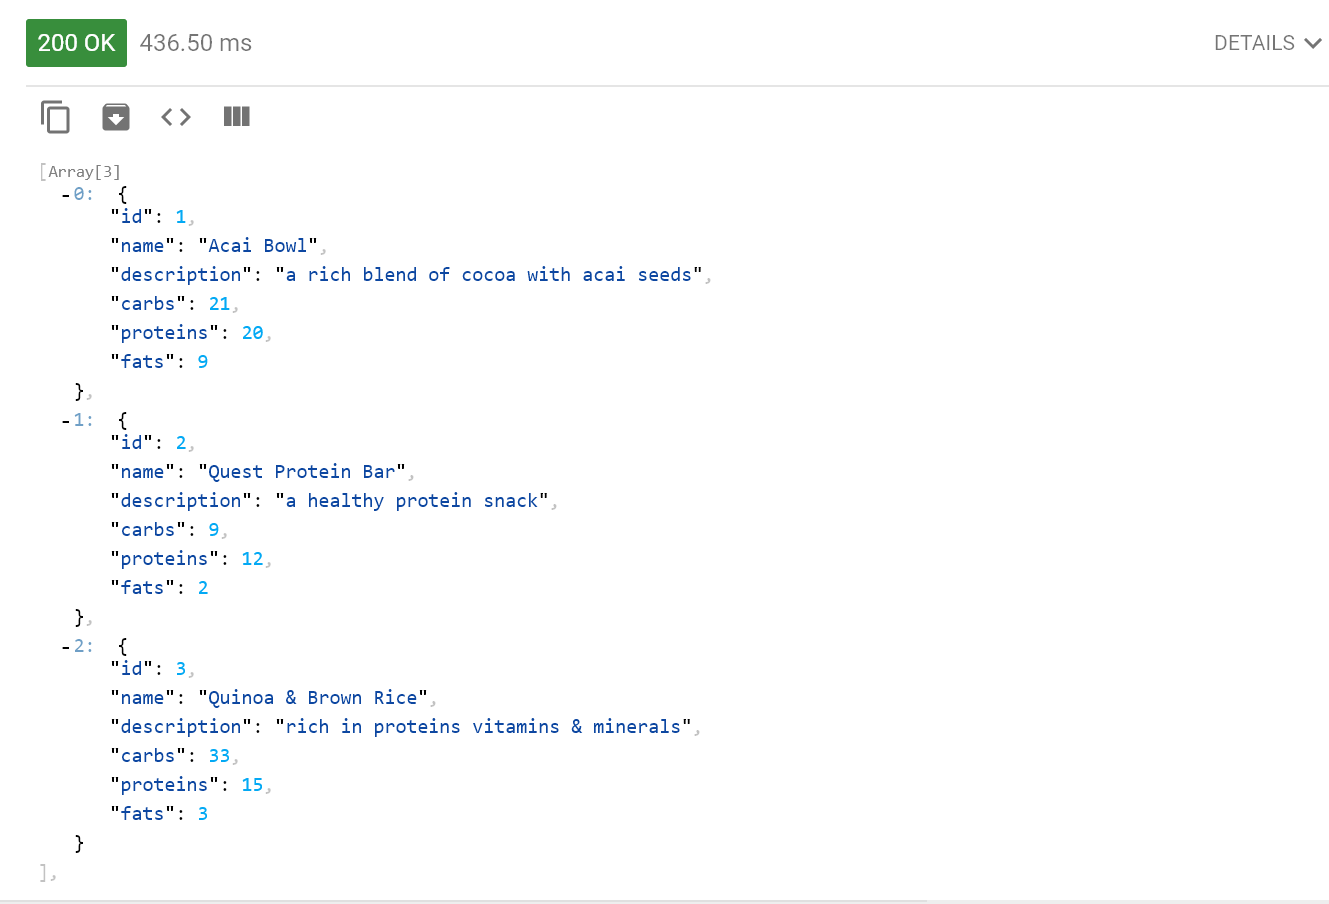 200 OK 436.50 ms DETAILS
[Array[3]
-0: {
"id": 1,
"name": "Acai Bowl",
"description": "a rich blend of cocoa with acai seeds",
"carbs": 21,
"proteins": 20,
"fats": 9
},
-1: {
"id": 2,
"name": "Quest Protein Bar",
"description": "a healthy protein snack",
"carbs": 9,
"proteins": 12,
"fats": 2
},
-2: {
"id": 3,
"name": "Quinoa & Brown Rice",
"description": "rich in proteins vitamins & minerals",
"carbs": 33,
"proteins": 15,
"fats": 3
}
],